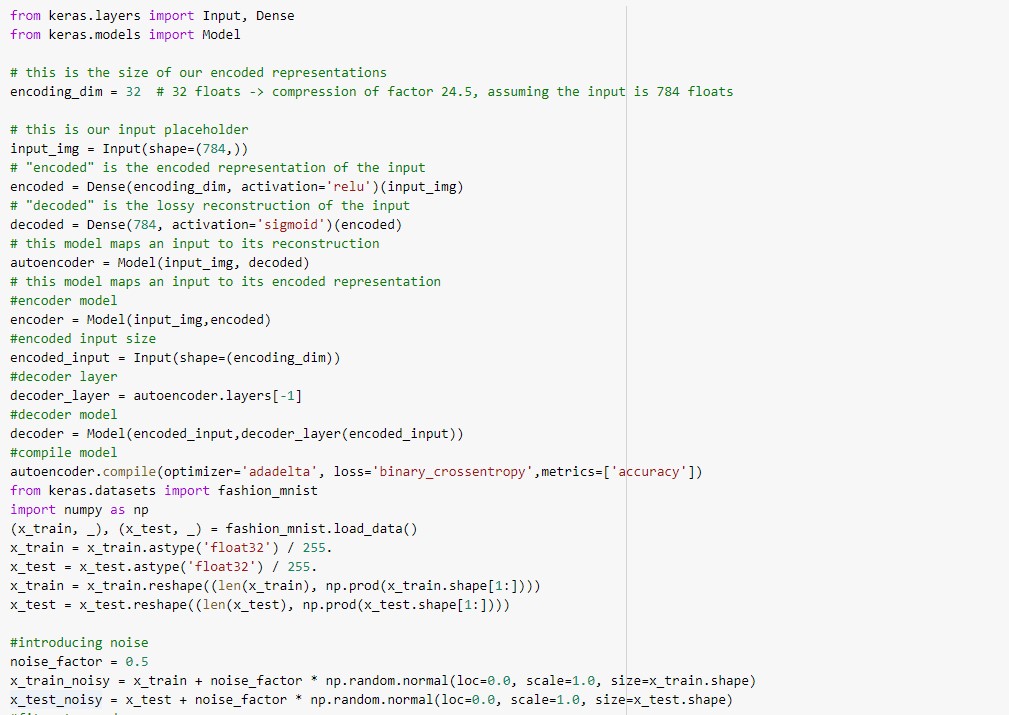 from keras.layers import Input, Dense
from keras.models import Model
# this is the size of our encoded representations
encoding_dim = 32  # 32 floats -> compression of factor 24.5, assuming the input is 784 floats
# this is our input placeholder
input_img = Input(shape=(784,))
# "encoded" is the encoded representation of the input
encoded = Dense(encoding_dim, activation='relu')(input_img)
# "decoded" is the lossy reconstruction of the input
decoded = Dense(784, activation='sigmoid')(encoded)
# this model maps an input to its reconstruction
autoencoder = Model(input_img, decoded)
# this model maps an input to its encoded representation
#encoder model
encoder = Model(input_img,encoded)
#encoded input size
encoded_input = Input(shape=(encoding_dim))
#decoder layer
decoder_layer = autoencoder.layers[-1]
#decoder model
decoder = Model(encoded_input,decoder_layer(encoded_input))
#compile model
autoencoder.compile(optimizer='adadelta', loss='binary_crossentropy',metrics=['accuracy'])
from keras.datasets import fashion_mnist
import numpy as np
(x_train, _), (x_test, _) = fashion_mnist.load_data()
x_train = x_train.astype('float32') / 255.
x_test = x_test.astype('float32') / 255.
x_train = x_train.reshape((len(x_train), np.prod(x_train.shape[1:])))
x_test = x_test.reshape((len(x_test), np.prod(x_test.shape[1:])))
#introducing noise
noise_factor = 0.5
x_train_noisy = x_train + noise_factor * np.random.normal(loc=0.0, scale=1.0, size=x_train.shape)
x_test_noisy = x_test + noise_factor * np.random.normal(loc=0.0, scale=1.0, size=x_test.shape)